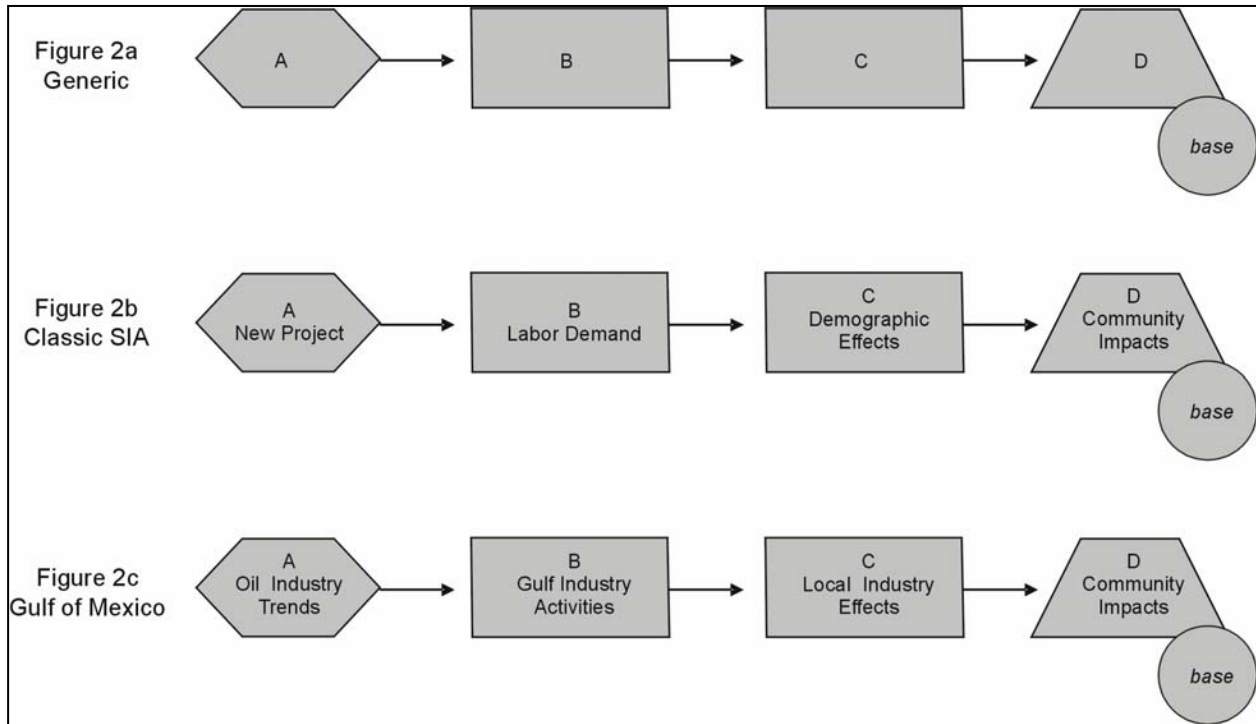 Figure 2a
Generic
A
B
C
D
base
Figure 2b
Classic SIA
A
New Project
B
Labor Demand
C
Demographic
Effects
D
Community
Impacts
base
Figure 2c
Gulf of Mexico
A
Oil Industry
Trends
B
Gulf Industry
Activities
C
Local Industry
Effects
D
Community
Impacts
base